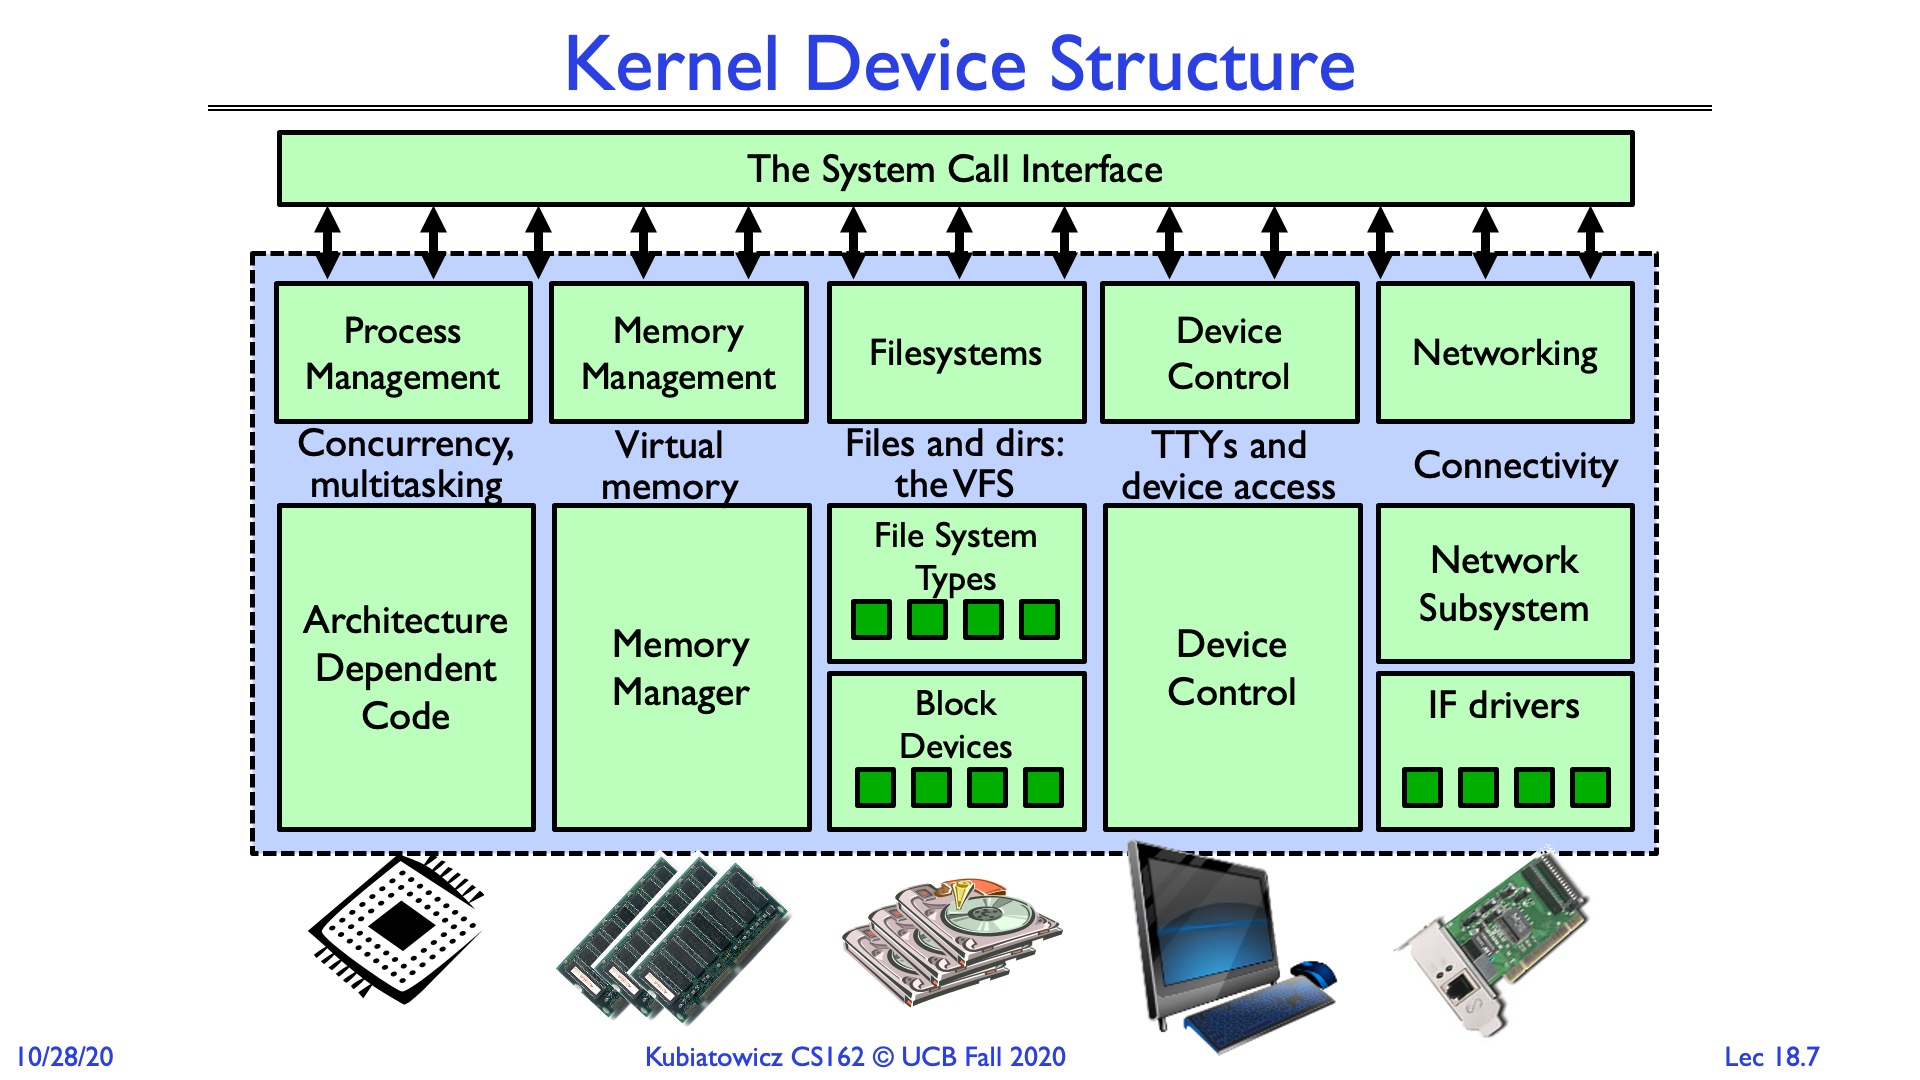 Kernel Device Structure
The System Call Interface
Process
Management
Memory
Management
Filesystems
Device
Control
Networking
Concurrency,
multitasking
Virtual
memory
Files and dirs:
the VFS
TTYs and
device access
Connectivity
Architecture
Dependent
Code
Memory
Manager
File System
Types
Block
Devices
Device
Control
Network
Subsystem
IF drivers
10/28/20
Kubiatowicz CS162 © UCB Fall 2020
Lec 18.7